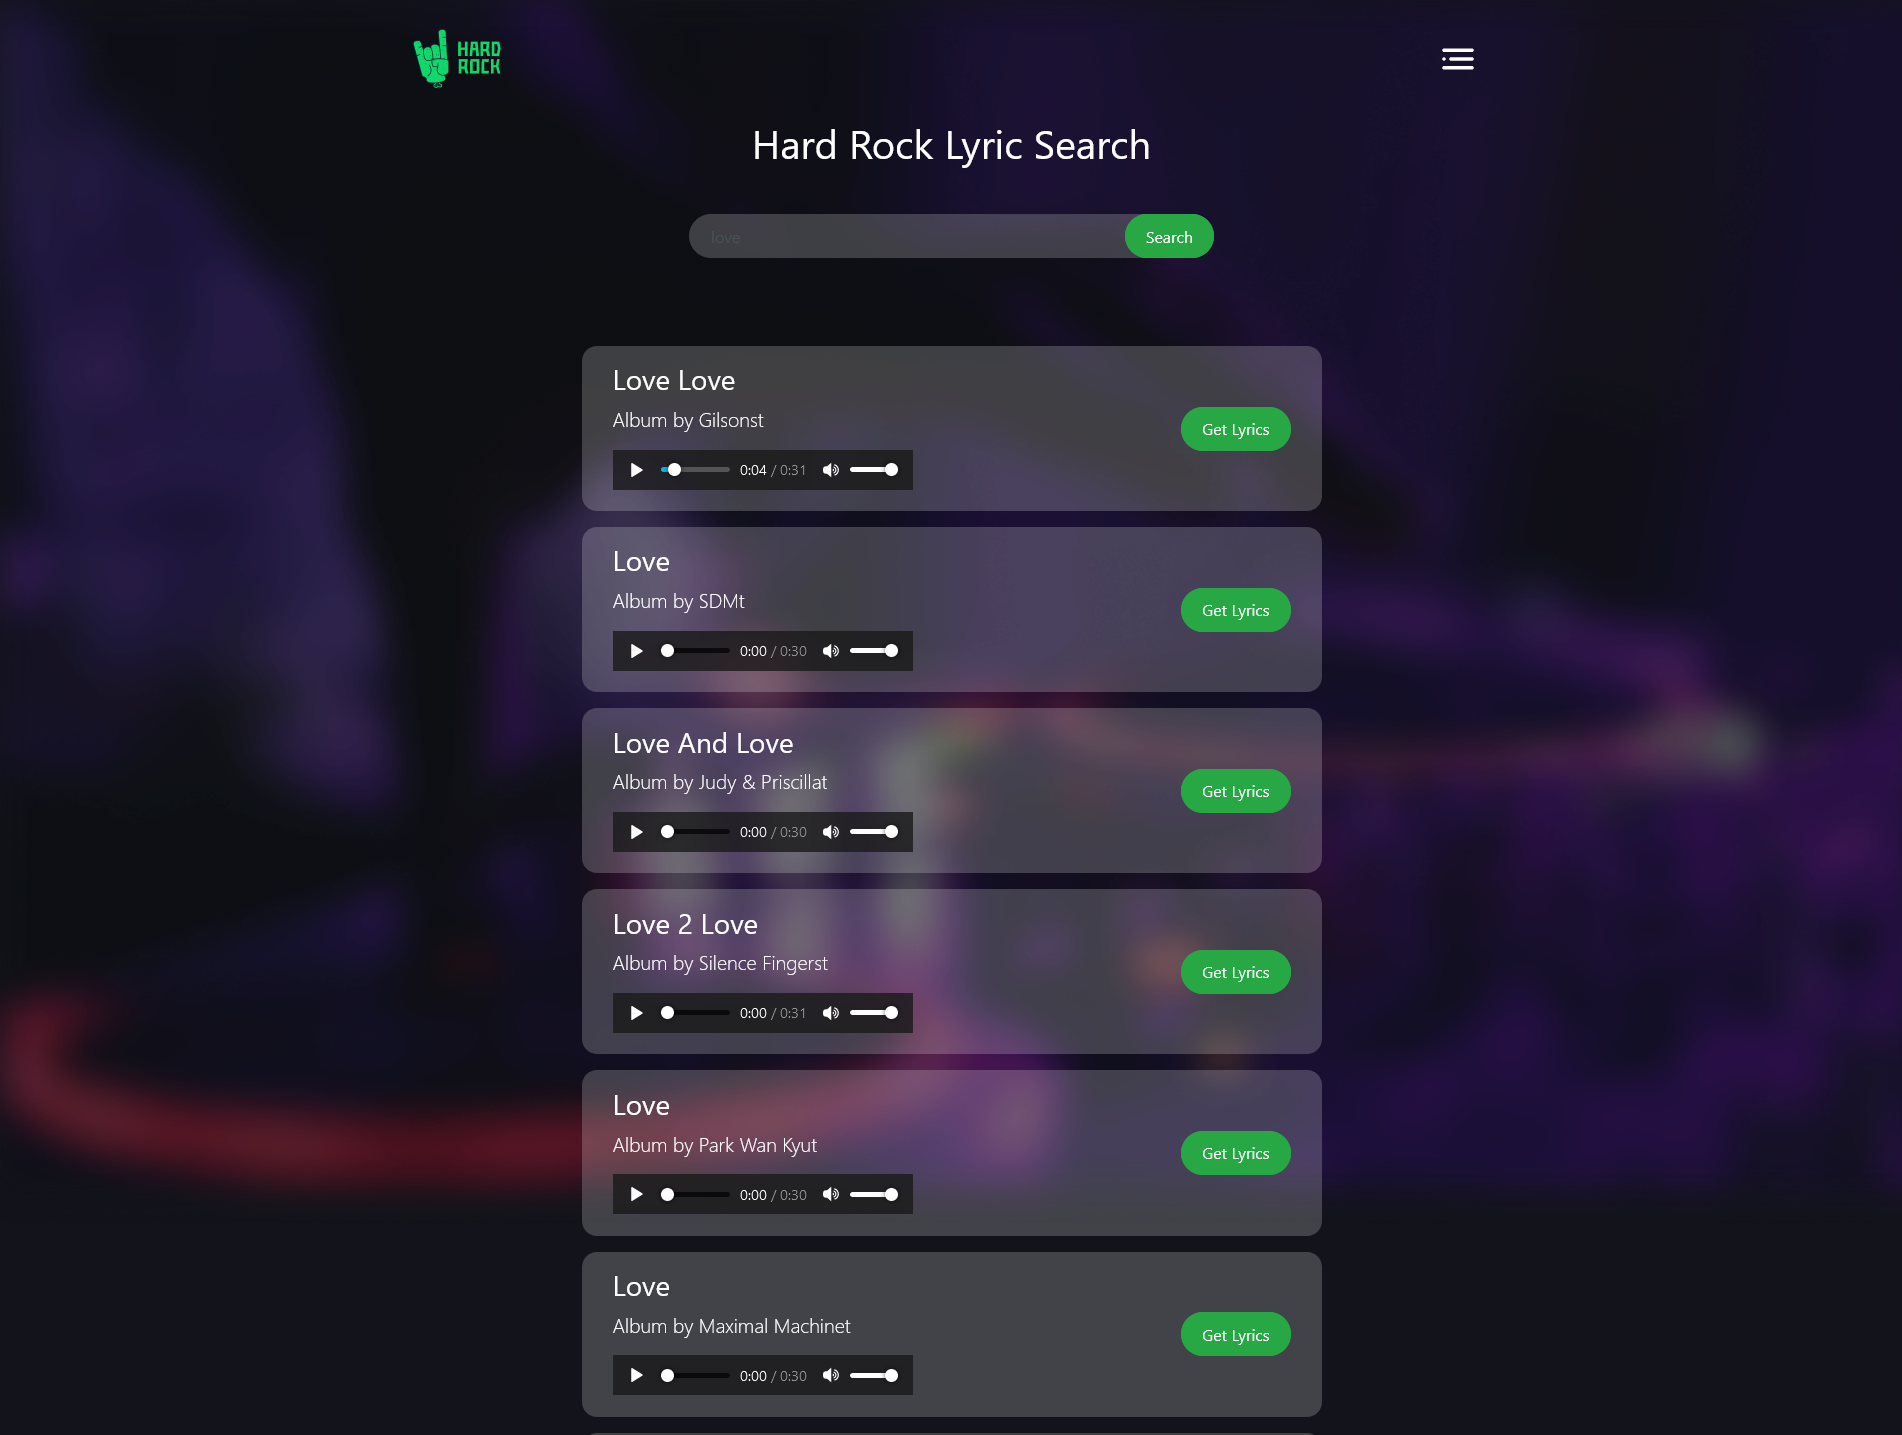 HARD
ROCK
Hard Rock Lyric Search
love
Search
Love Love
Album by Gilsonst
Get Lyrics
0:04 / 0:31
Love
Album by SDMt
Get Lyrics
0:00 / 0:30
Love And Love
Album by Judy & Priscillat
Get Lyrics
0:00 / 0:30
Love 2 Love
Album by Silence Fingerst
Get Lyrics
0:00 / 0:31
Love
Album by Park Wan Kyut
Get Lyrics
0:00 / 0:30
Love
Album by Maximal Machinet
Get Lyrics
0:00 / 0:30